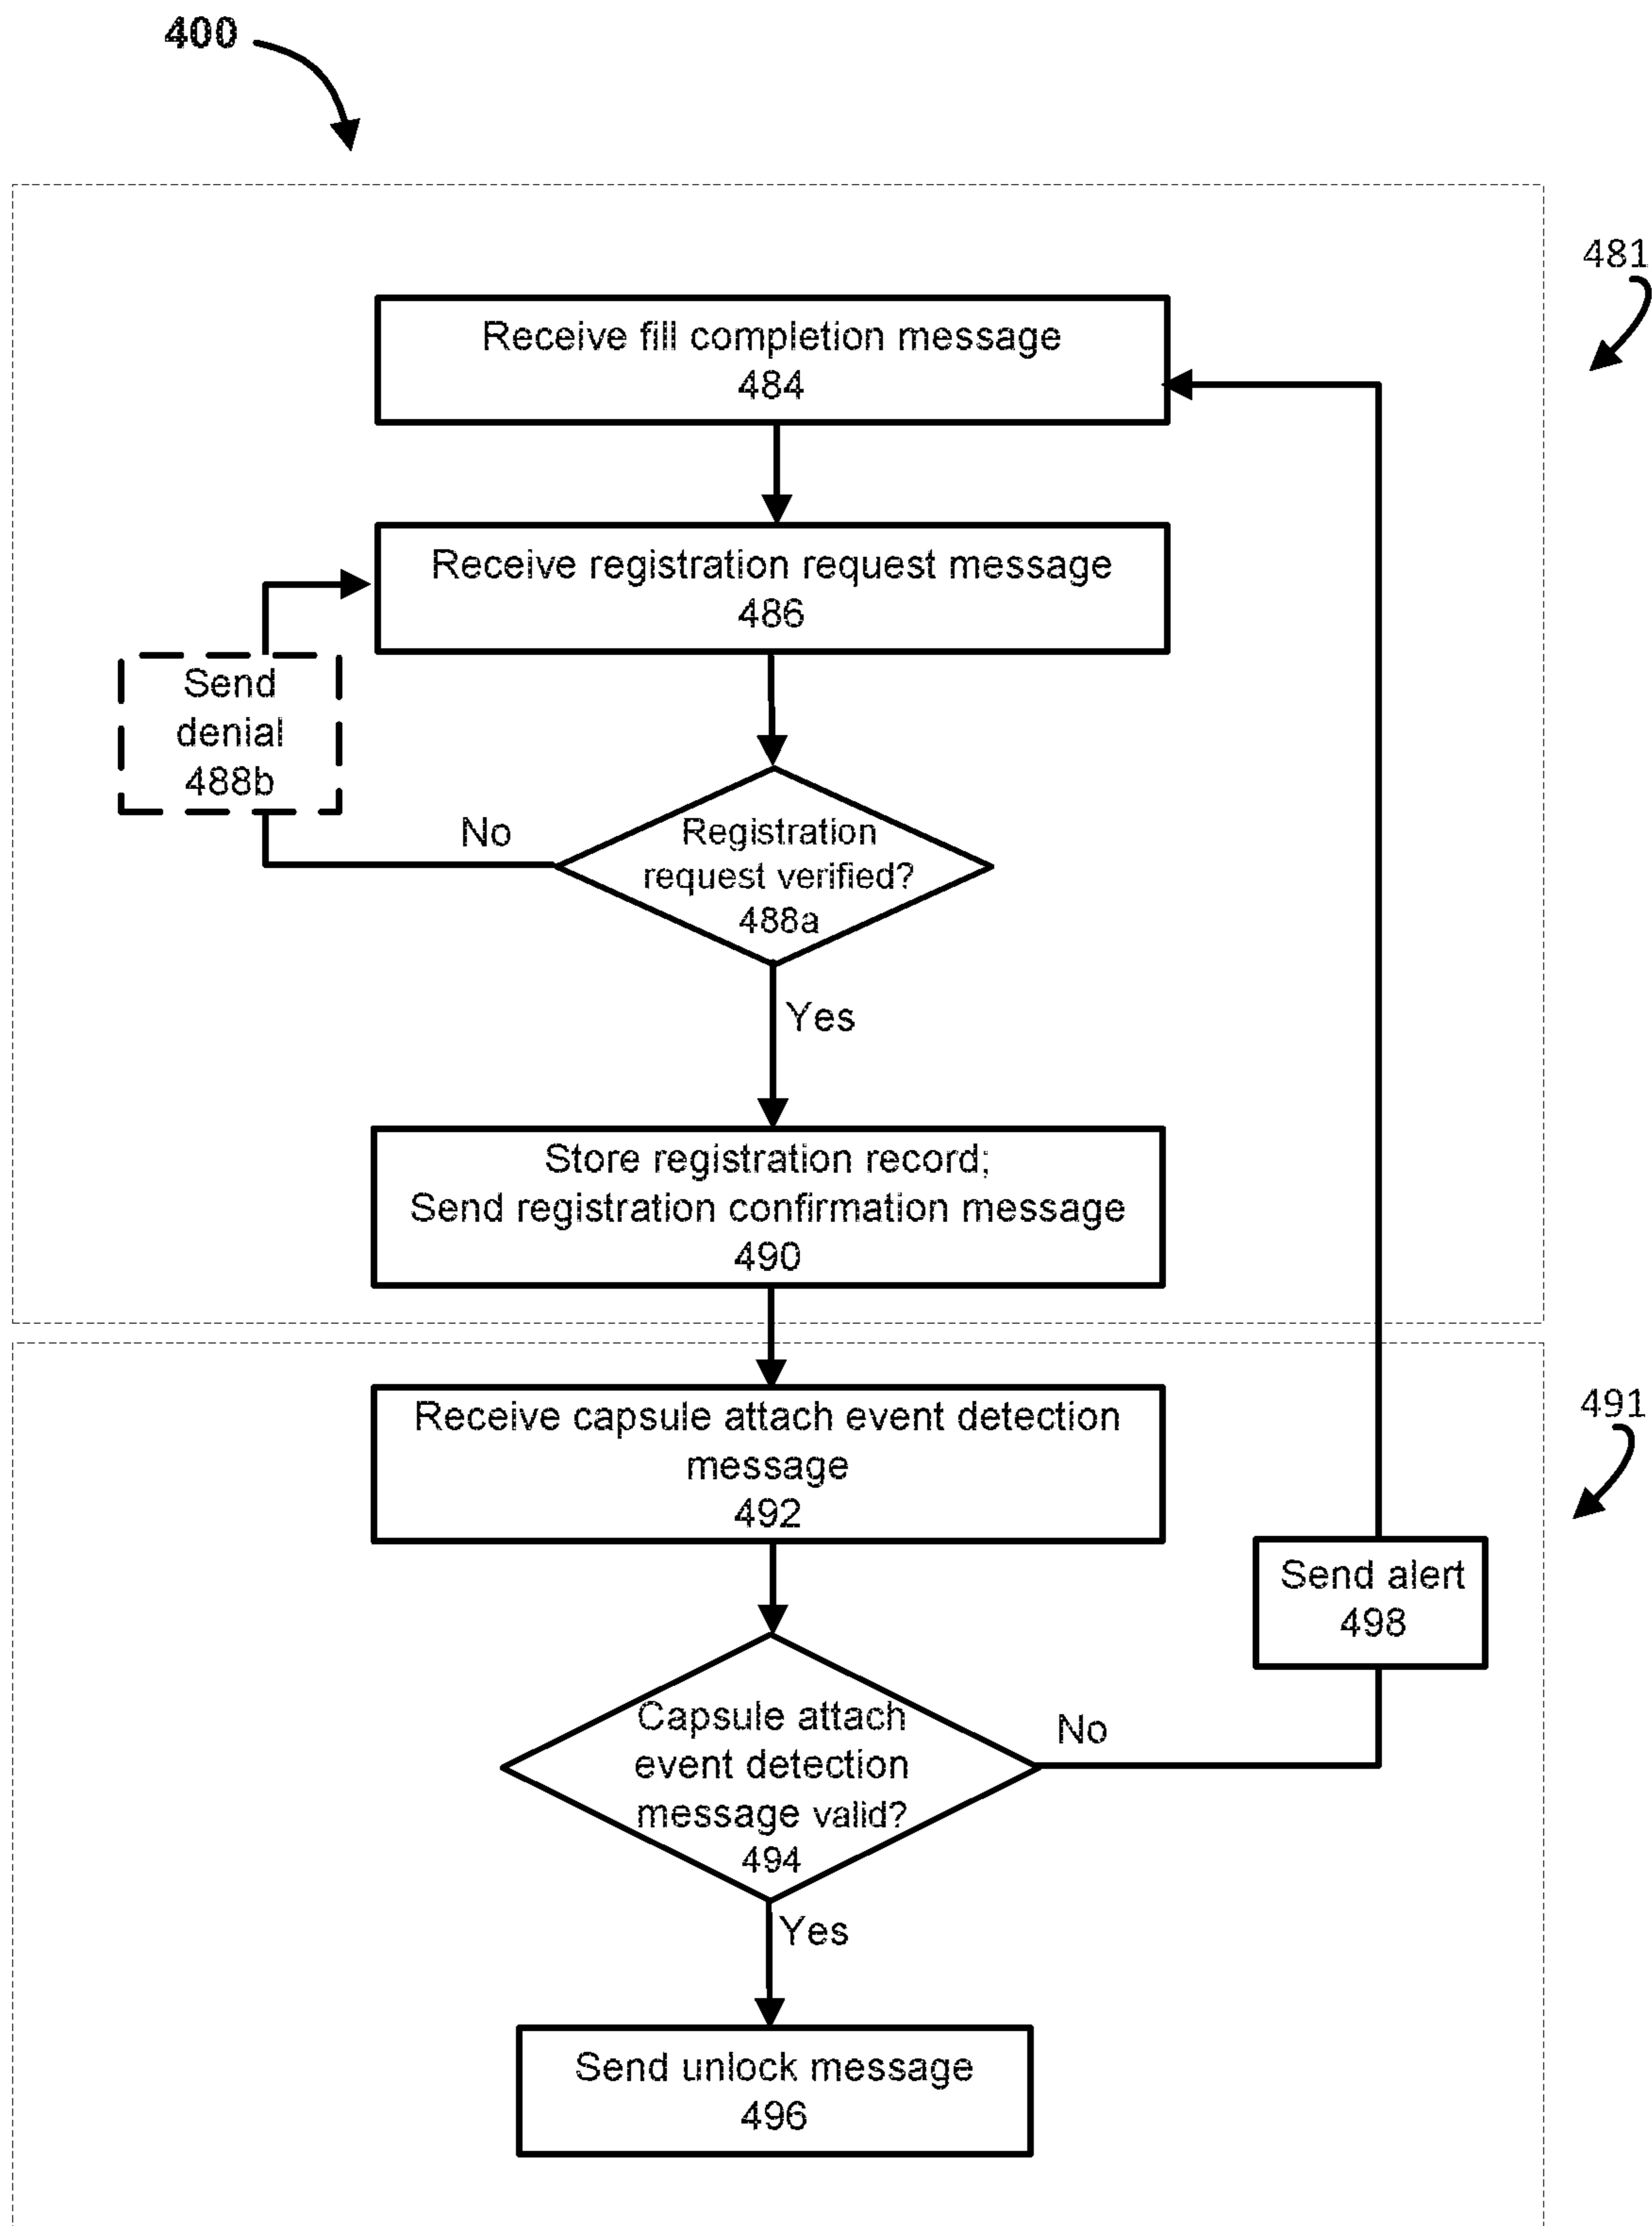 400
481
Receive fill completion message
484
Receive registration request message
486
Send
denial
488b
No
Registration
request verified?
488a
Yes
Store registration record;
Send registration confirmation message
490
491
Receive capsule attach event detection
message
492
Send alert
498
Capsule attach
event detection
message valid?
494
No
Yes
Send unlock message
496